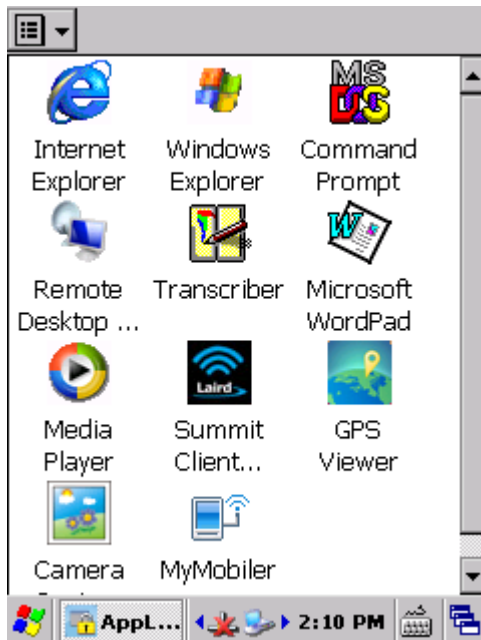 Internet Windows Command
Explorer Explorer Prompt
Remote Transcriber Microsoft
Desktop ... WordPad
Laird
Media Summit GPS
Player Client... Viewer
Camera MyMobiler
AppL... 2:10 PM